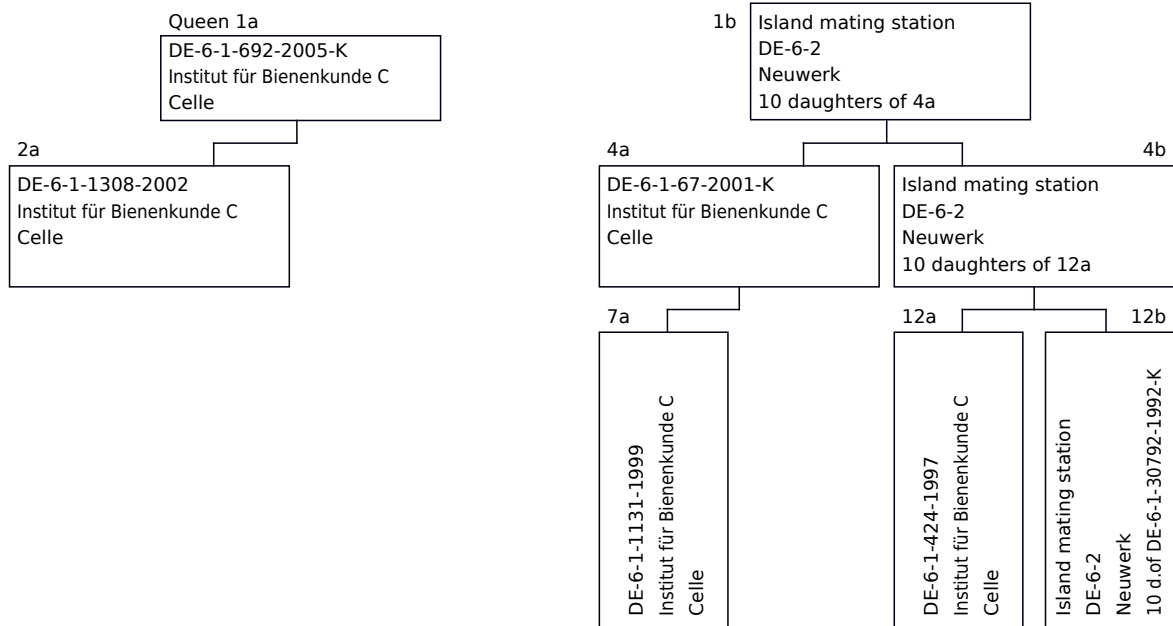 Queen 1a
DE-6-1-692-2005-K
Institut für Bienenkunde C
Celle
1b
Island mating station
DE-6-2
Neuwerk
10 daughters of 4a
2a
DE-6-1-1308-2002
Institut für Bienenkunde C
Celle
4a
DE-6-1-67-2001-K
Institut für Bienenkunde C
Celle
4b
Island mating station
DE-6-2
Neuwerk
10 daughters of 12a
7a
DE-6-1-1131-1999
Institut für Bienenkunde C
Celle
12a
DE-6-1-424-1997
Institut für Bienenkunde C
Celle
12b
Island mating station
DE-6-2
Neuwerk
10 d.of DE-6-1-30792-1992-K